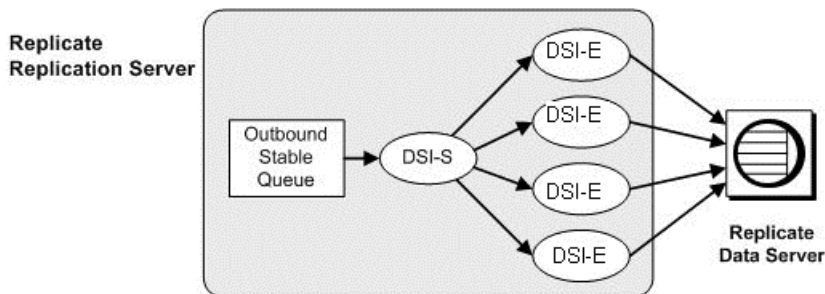 Replicate
Replication Server
Outbound
Stable
Queue
DSI-S
DSI-E
DSI-E
DSI-E
DSI-E
Replicate
Data Server